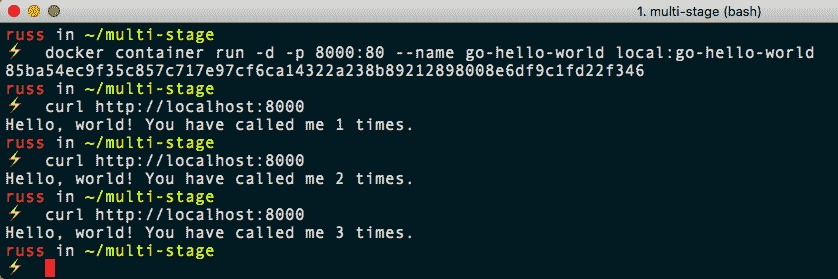 1. multi-stage (bash)
russ in ~/multi-stage
⚡ docker container run -d -p 8000:80 --name go-hello-world local:go-hello-world
85ba54ec9f35c857c717e97cf6ca14322a238b89212898008e6df9c1fd22f346
russ in ~/multi-stage
⚡ curl http://localhost:8000
Hello, world! You have called me 1 times.
russ in ~/multi-stage
⚡ curl http://localhost:8000
Hello, world! You have called me 2 times.
russ in ~/multi-stage
⚡ curl http://localhost:8000
Hello, world! You have called me 3 times.
russ in ~/multi-stage
⚡